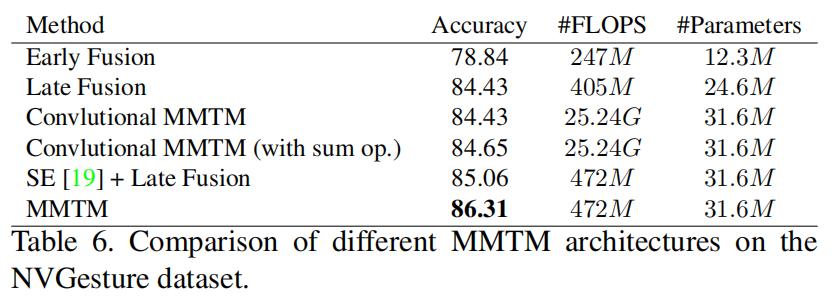 Method Accuracy #FLOPS #Parameters
Early Fusion 78.84 247M 12.3M
Late Fusion 84.43 405M 24.6M
Convlutional MMTM 84.43 25.24G 31.6M
Convlutional MMTM (with sum op.) 84.65 25.24G 31.6M
SE [19] + Late Fusion 85.06 472M 31.6M
MMTM 86.31 472M 31.6M
Table 6. Comparison of different MMTM architectures on the
NVGesture dataset.